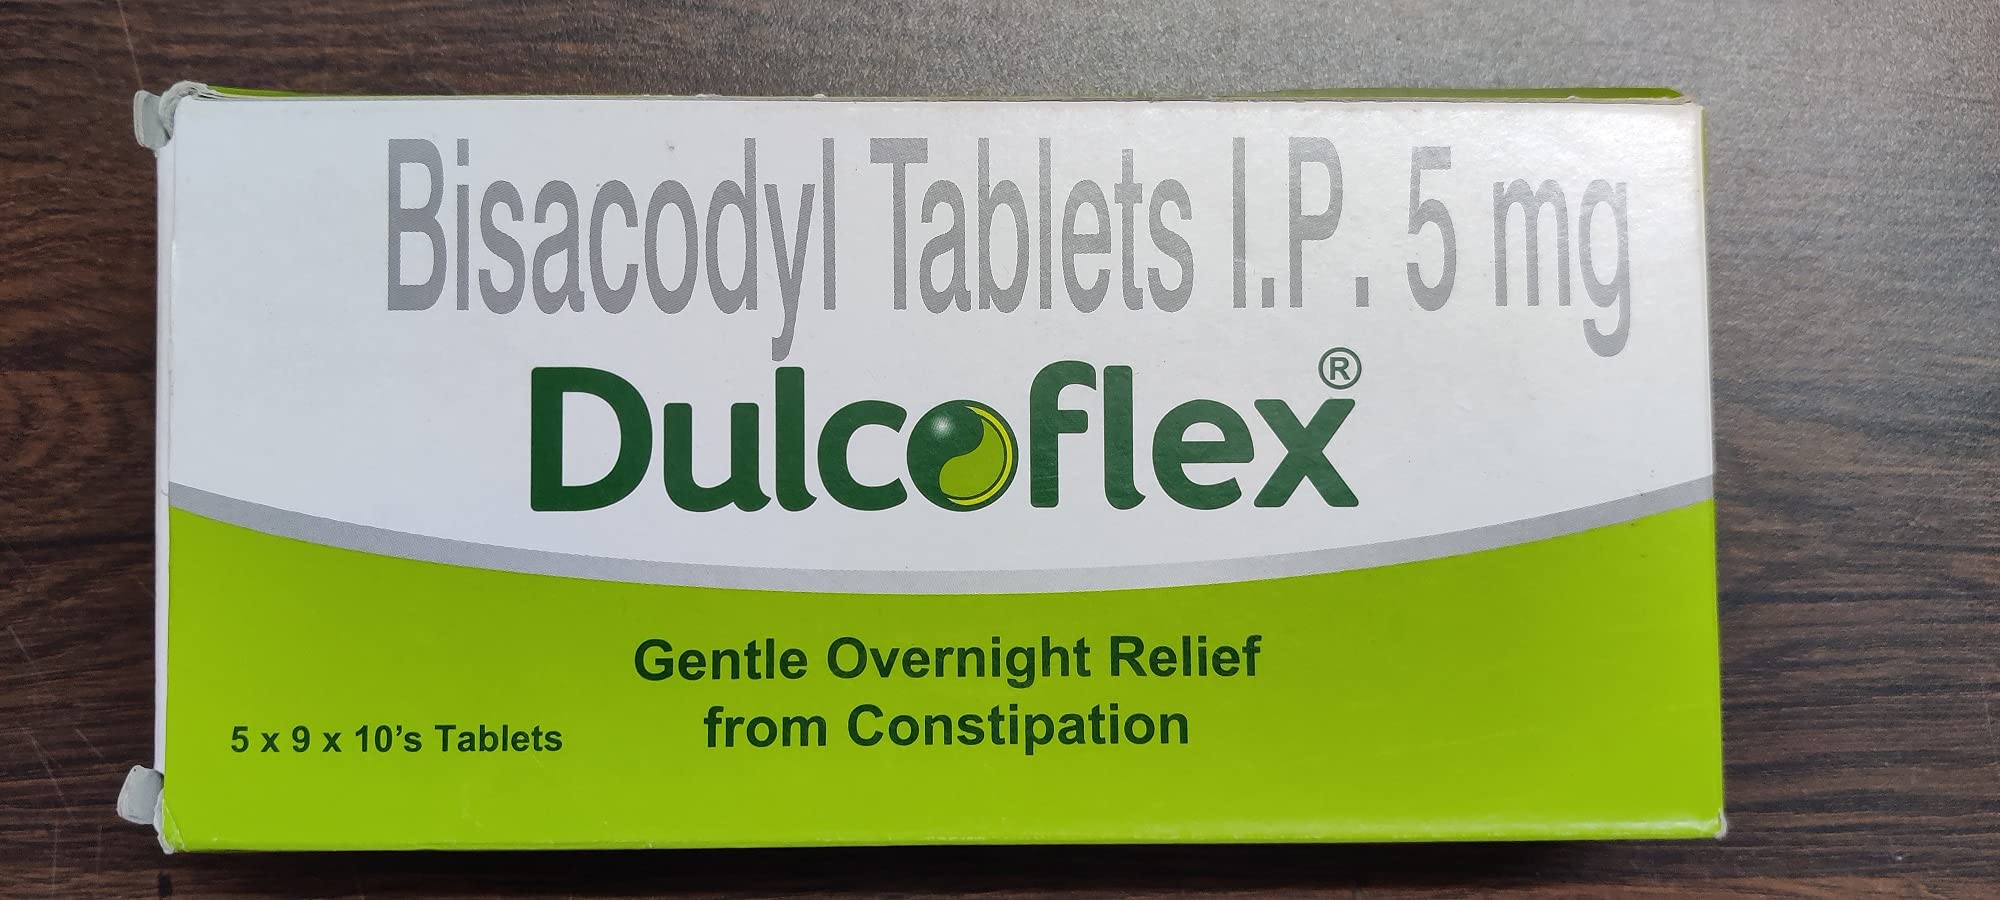 Bisacodyl Tablets I.P. 5 mg
Dulcoflex®
Gentle Overnight Relief
from Constipation
5 x 9 x 10's Tablets